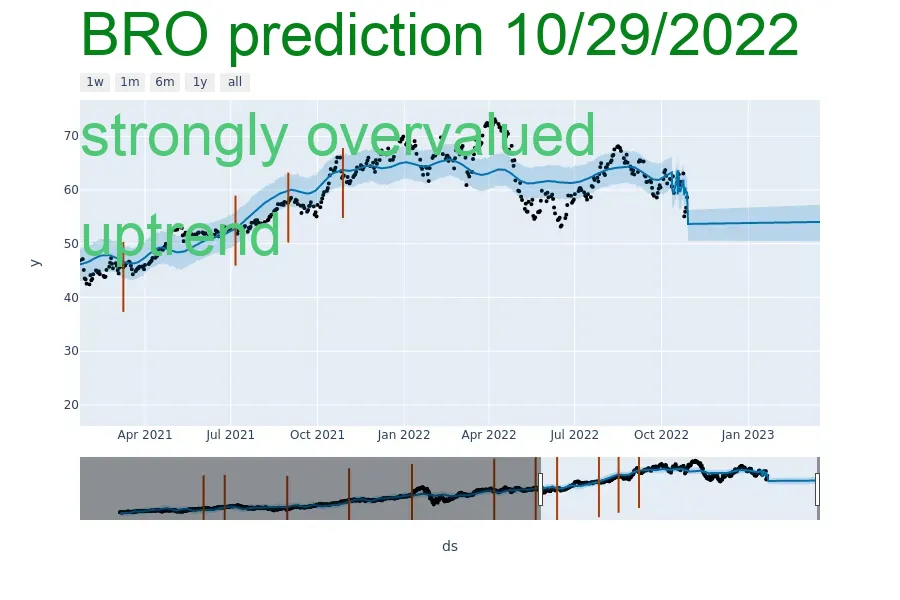 BRO prediction 10/29/2022
1w 1m 6m 1y all
strongly overvalued
uptrend
70
60
50
40
30
20
y
Apr 2021 Jul 2021 Oct 2021 Jan 2022 Apr 2022 Jul 2022 Oct 2022 Jan 2023
ds